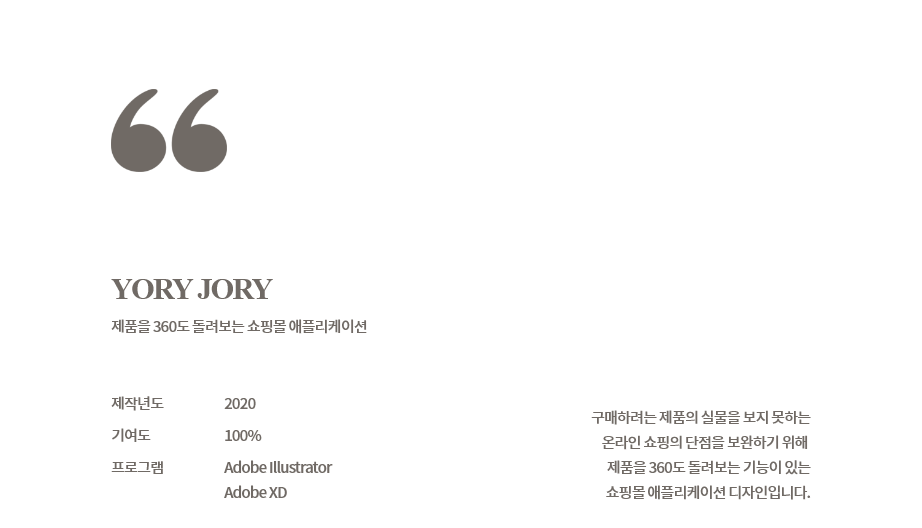 YORY JORY
제품을 360도 돌려보는 쇼핑몰 애플리케이션
제작년도 2020
기여도 100%
프로그램 Adobe Illustrator
Adobe XD
구매하려는 제품의 실물을 보지 못하는
온라인 쇼핑의 단점을 보완하기 위해
제품을 360도 돌려보는 기능이 있는
쇼핑몰 애플리케이션 디자인입니다.